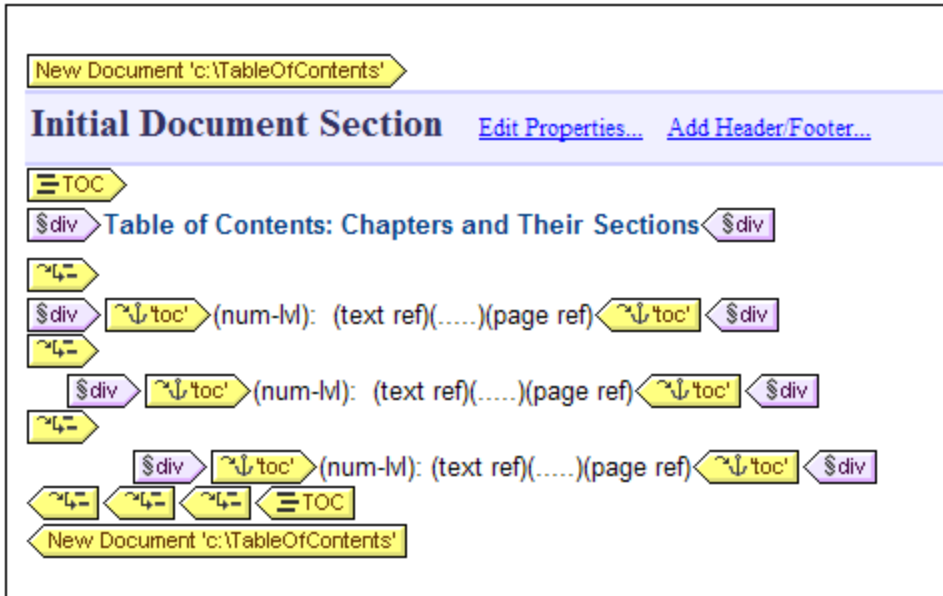 New Document 'c:\TableOfContents'
Initial Document Section Edit Properties... Add Header/Footer...
TOC
§div Table of Contents: Chapters and Their Sections §div
§div 'toc' (num-lvl): (text ref)(.....)(page ref) 'toc' §div
§div 'toc' (num-lvl): (text ref)(.....)(page ref) 'toc' §div
§div 'toc' (num-lvl): (text ref)(.....)(page ref) 'toc' §div
TOC
New Document 'c:\TableOfContents'